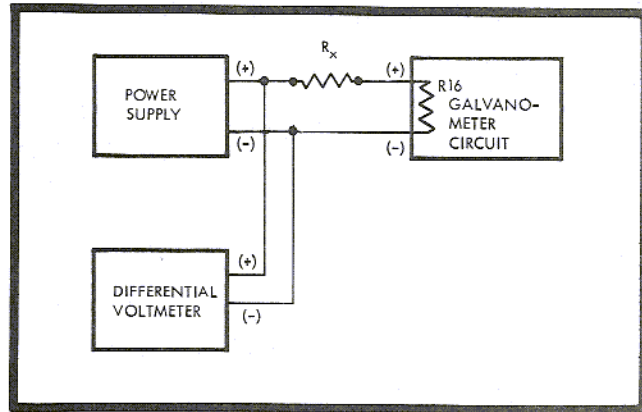 POWER
SUPPLY
(+)
(-)
Rx
(+)
(-)
R16
GALVANO-
METER
CIRCUIT
DIFFERENTIAL
VOLTMETER
(+)
(-)